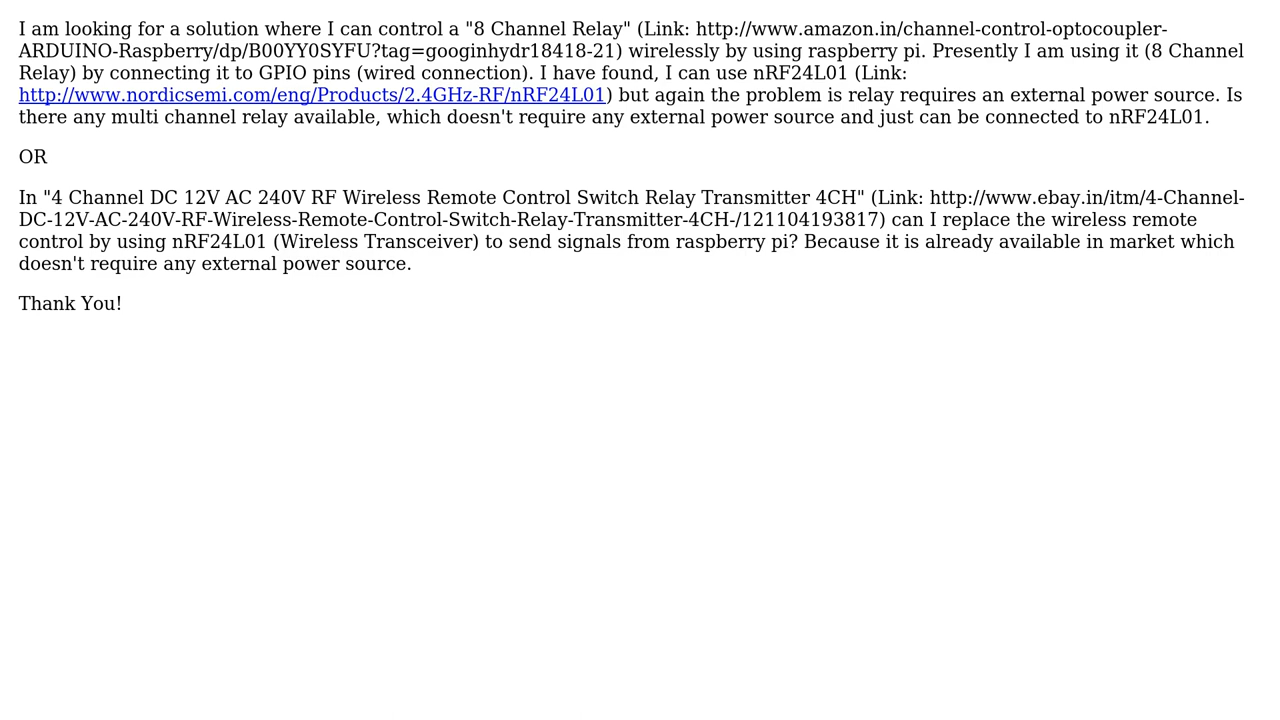 I am looking for a solution where I can control a "8 Channel Relay" (Link: http://www.amazon.in/channel-control-optocoupler-
ARDUINO-Raspberry/dp/B00YY0SYFU?tag=googinhydr18418-21) wirelessly by using raspberry pi. Presently I am using it (8 Channel
Relay) by connecting it to GPIO pins (wired connection). I have found, I can use nRF24L01 (Link:
http://www.nordicsemi.com/eng/Products/2.4GHz-RF/nRF24L01) but again the problem is relay requires an external power source. Is
there any multi channel relay available, which doesn't require any external power source and just can be connected to nRF24L01.
OR
In "4 Channel DC 12V AC 240V RF Wireless Remote Control Switch Relay Transmitter 4CH" (Link: http://www.ebay.in/itm/4-Channel-
DC-12V-AC-240V-RF-Wireless-Remote-Control-Switch-Relay-Transmitter-4CH-/121104193817) can I replace the wireless remote
control by using nRF24L01 (Wireless Transceiver) to send signals from raspberry pi? Because it is already available in market which
doesn't require any external power source.
Thank You!